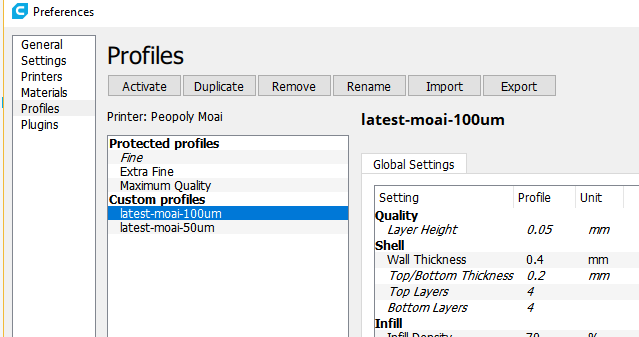 Preferences
General
Settings
Printers
Materials
Profiles
Plugins
Profiles
Activate Duplicate Remove Rename Import Export
Printer: Peopoly Moai
Protected profiles
Fine
Extra Fine
Maximum Quality
Custom profiles
latest-moai-100um
latest-moai-50um
latest-moai-100um
Global Settings
Setting Profile Unit
Quality
Layer Height 0.05 mm
Shell
Wall Thickness 0.4 mm
Top/Bottom Thickness 0.2 mm
Top Layers 4
Bottom Layers 4
Infill
Infill Density 70 %